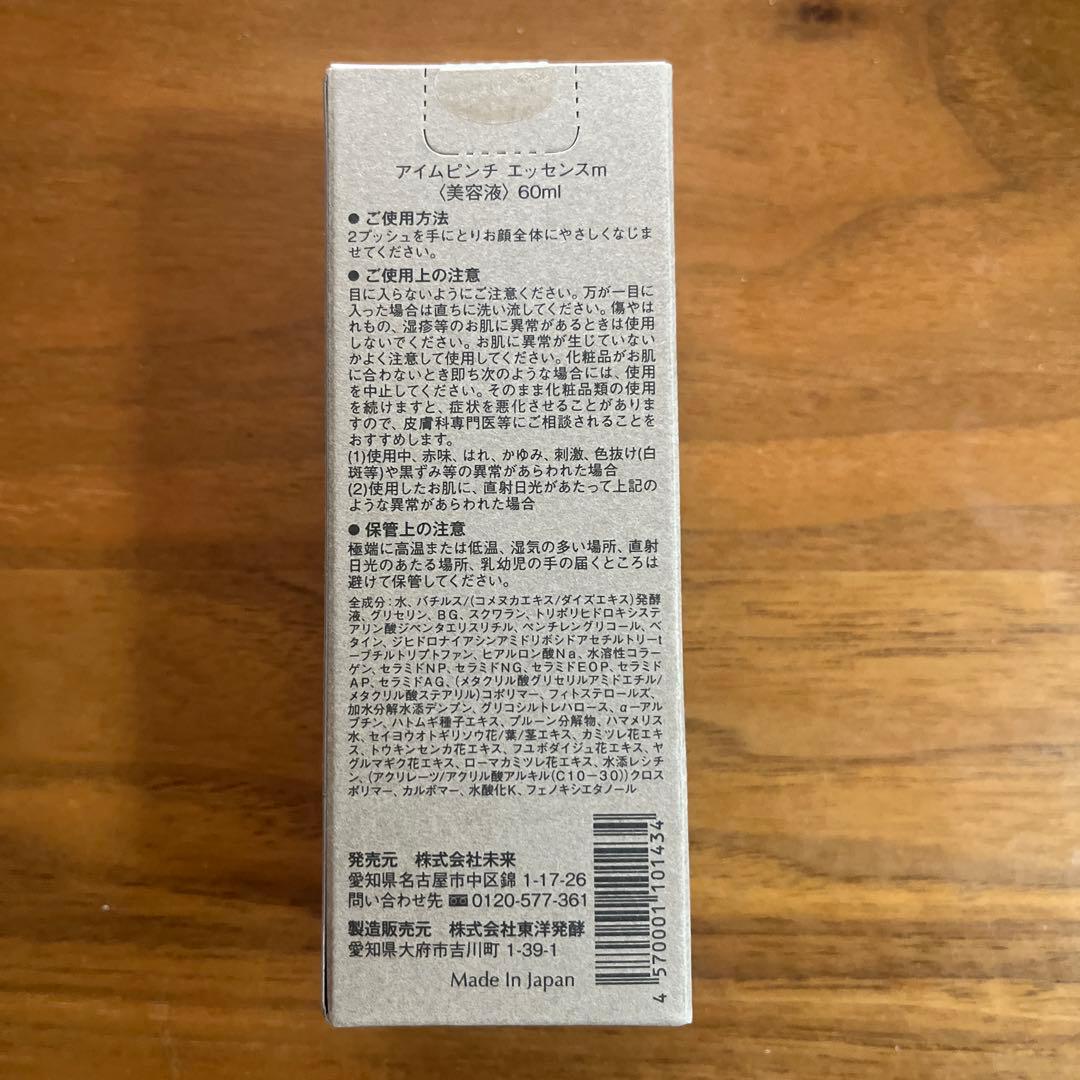 アイムピンチ エッセンスm
〈美容液〉60ml
● ご使用方法
2プッシュを手にとりお顔全体にやさしくなじま
せてください。
● ご使用上の注意
目に入らないようにご注意ください。万が一目に
入った場合は直ちに洗い流してください。傷やは
れもの、湿疹等のお肌に異常があるときは使用
しないでください。お肌に異常が生じていない
かよく注意して使用してください。化粧品がお肌
に合わないとき即ち次のような場合には、使用
を中止してください。そのまま化粧品類の使用
を続けますと、症状を悪化させることがありま
すので、皮膚科専門医等にご相談されることを
おすすめします。
(1)使用中、赤味、はれ、かゆみ、刺激、色抜け(白
斑等)や黒ずみ等の異常があらわれた場合
(2)使用したお肌に、直射日光があたって上記の
ような異常があらわれた場合
● 保管上の注意
極端に高温または低温、湿気の多い場所、直射
日光のあたる場所、乳幼児の手の届くところは
避けて保管してください。
全成分：水、バチルス/(コメヌカエキス/ダイズエキス)発酵
液、グリセリン、BG、スクワラン、トリポリヒドロキシステ
アリン酸ジペンタエリスリチル、ペンチレングリコール、ベ
タイン、ジヒドロナイアシンアミドリボシドアセチルトリーt
ーブチルトリプトファン、ヒアルロン酸Na、水溶性コラー
ゲン、セラミドNP、セラミドNG、セラミドEOP、セラミド
AP、セラミドAG、(メタクリル酸グリセリルアミドエチル/
メタクリル酸ステアリル)コポリマー、フィトステロールズ、
加水分解水添デンプン、グリコシルトレハロース、α－アル
ブチン、ハトムギ種子エキス、プルーン分解物、ハマメリス
水、セイヨウオトギリソウ花/葉/茎エキス、カミツレ花エキ
ス、トウキンセンカ花エキス、フユボダイジュ花エキス、ヤ
グルマギク花エキス、ローマカミツレ花エキス、水添レシチ
ン、(アクリレーツ/アクリル酸アルキル(C10－30))クロス
ポリマー、カルボマー、水酸化K、フェノキシエタノール
発売元 株式会社未来
愛知県名古屋市中区錦 1-17-26
問い合わせ先 0120-577-361
製造販売元 株式会社東洋発酵
愛知県大府市吉川町 1-39-1
Made In Japan
4 570001 101434